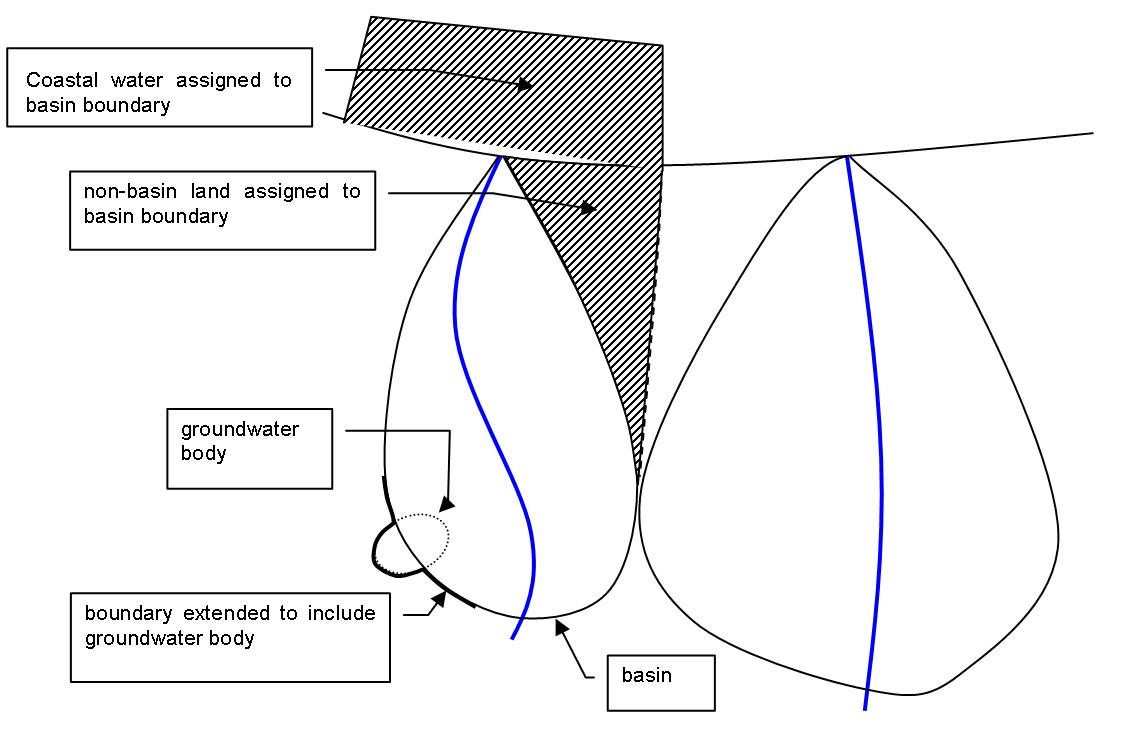 Coastal water assigned to
basin boundary
non-basin land assigned to
basin boundary
groundwater
body
boundary extended to include
groundwater body
basin